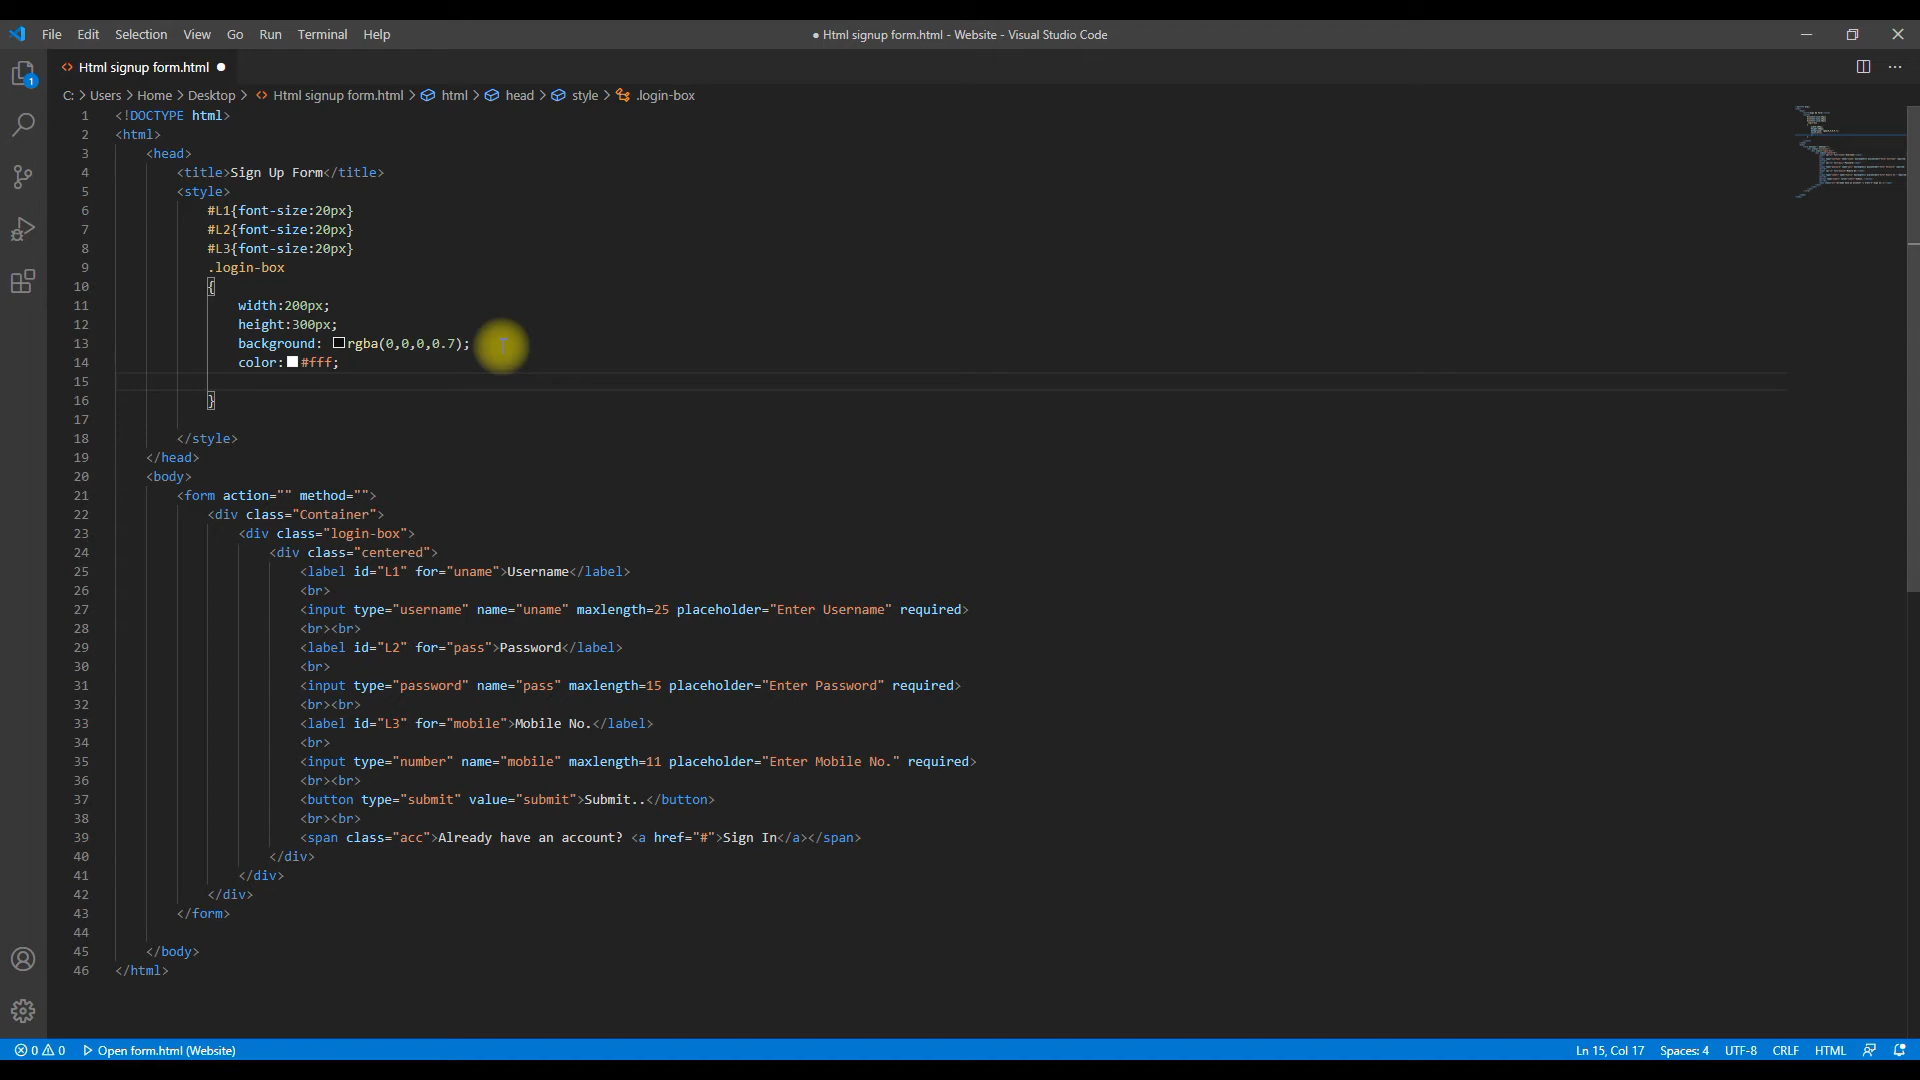 File Edit Selection View Go Run Terminal Help
● Html signup form.html - Website - Visual Studio Code
Html signup form.html ●
C: > Users > Home > Desktop > Html signup form.html > html > head > style > .login-box
1 <!DOCTYPE html>
2 <html>
3 <head>
4 <title>Sign Up Form</title>
5 <style>
6 #L1{font-size:20px}
7 #L2{font-size:20px}
8 #L3{font-size:20px}
9 .login-box
10 {
11 width:200px;
12 height:300px;
13 background: rgba(0,0,0,0.7);
14 color:#fff;
15
16 }
17
18 </style>
19 </head>
20 <body>
21 <form action="" method="">
22 <div class="Container">
23 <div class="login-box">
24 <div class="centered">
25 <label id="L1" for="uname">Username</label>
26 <br>
27 <input type="username" name="uname" maxlength=25 placeholder="Enter Username" required>
28 <br><br>
29 <label id="L2" for="pass">Password</label>
30 <br>
31 <input type="password" name="pass" maxlength=15 placeholder="Enter Password" required>
32 <br><br>
33 <label id="L3" for="mobile">Mobile No.</label>
34 <br>
35 <input type="number" name="mobile" maxlength=11 placeholder="Enter Mobile No." required>
36 <br><br>
37 <button type="submit" value="submit">Submit..</button>
38 <br><br>
39 <span class="acc">Already have an account? <a href="#">Sign In</a></span>
40 </div>
41 </div>
42 </div>
43 </form>
44
45 </body>
46 </html>
1
0 0 Open form.html (Website)
Ln 15, Col 17 Spaces: 4 UTF-8 CRLF HTML